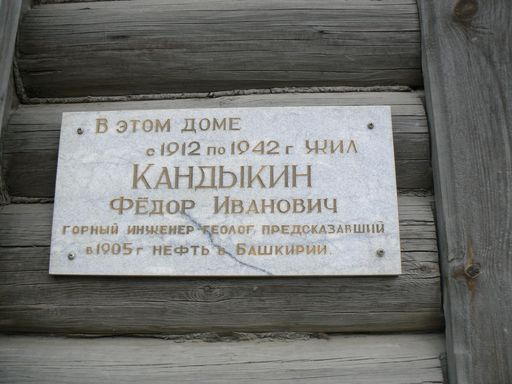 В этом доме
с 1912 по 1942 г жил
Кандыкин
Фёдор Иванович
горный инженер-геолог, предсказавший
в 1905 г нефть в Башкирии.